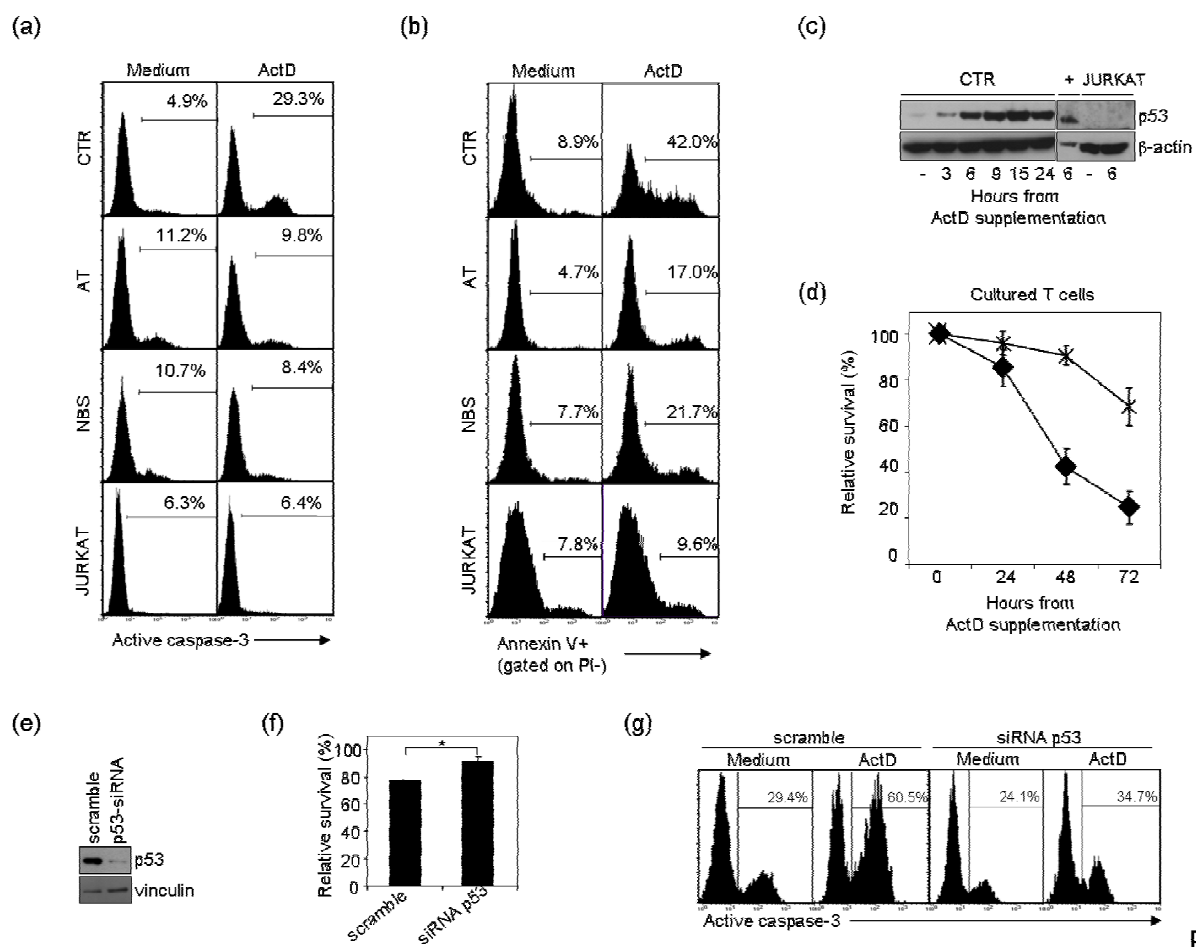 (a)
Medium ActD
CTR
4.9% 29.3%
AT
11.2% 9.8%
NBS
10.7% 8.4%
JURKAT
6.3% 6.4%
Active caspase-3
(b)
Medium ActD
CTR
8.9% 42.0%
AT
4.7% 17.0%
NBS
7.7% 21.7%
JURKAT
7.8% 9.6%
Annexin V+
(gated on PI-)
(c)
CTR + JURKAT
p53
β-actin
- 3 6 9 15 24 6 - 6
Hours from
ActD supplementation
(d)
Cultured T cells
Relative survival (%)
100
80
60
40
20
0
0 24 48 72
Hours from
ActD supplementation
(e)
scramble
p53-siRNA
p53
vinculin
(f)
Relative survival (%)
100
80
60
40
20
0
*
scramble
siRNA p53
(g)
scramble siRNA p53
Medium ActD Medium ActD
29.4% 60.5% 24.1% 34.7%
Active caspase-3